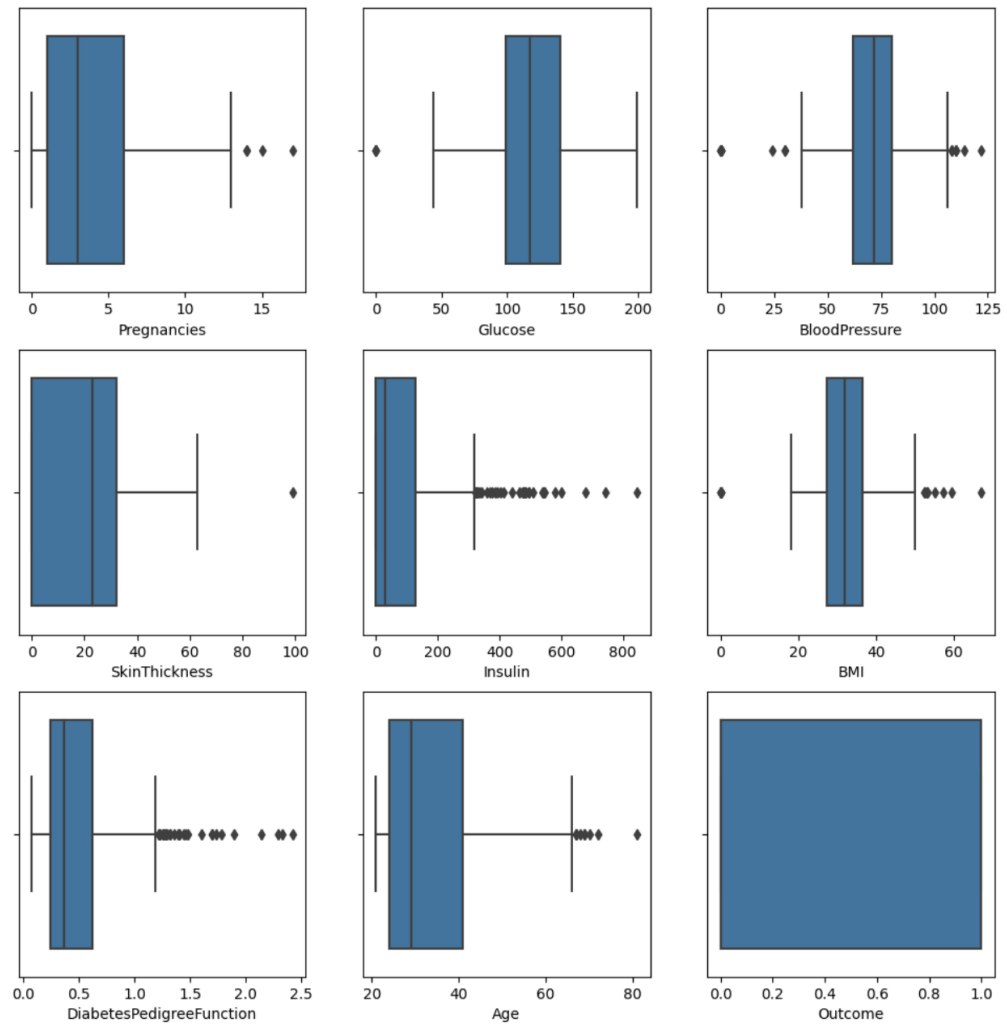 0 5 10 15
Pregnancies
0 50 100 150 200
Glucose
0 25 50 75 100 125
BloodPressure
0 20 40 60 80 100
SkinThickness
0 200 400 600 800
Insulin
0 20 40 60
BMI
0.0 0.5 1.0 1.5 2.0 2.5
DiabetesPedigreeFunction
20 40 60 80
Age
0.0 0.2 0.4 0.6 0.8 1.0
Outcome